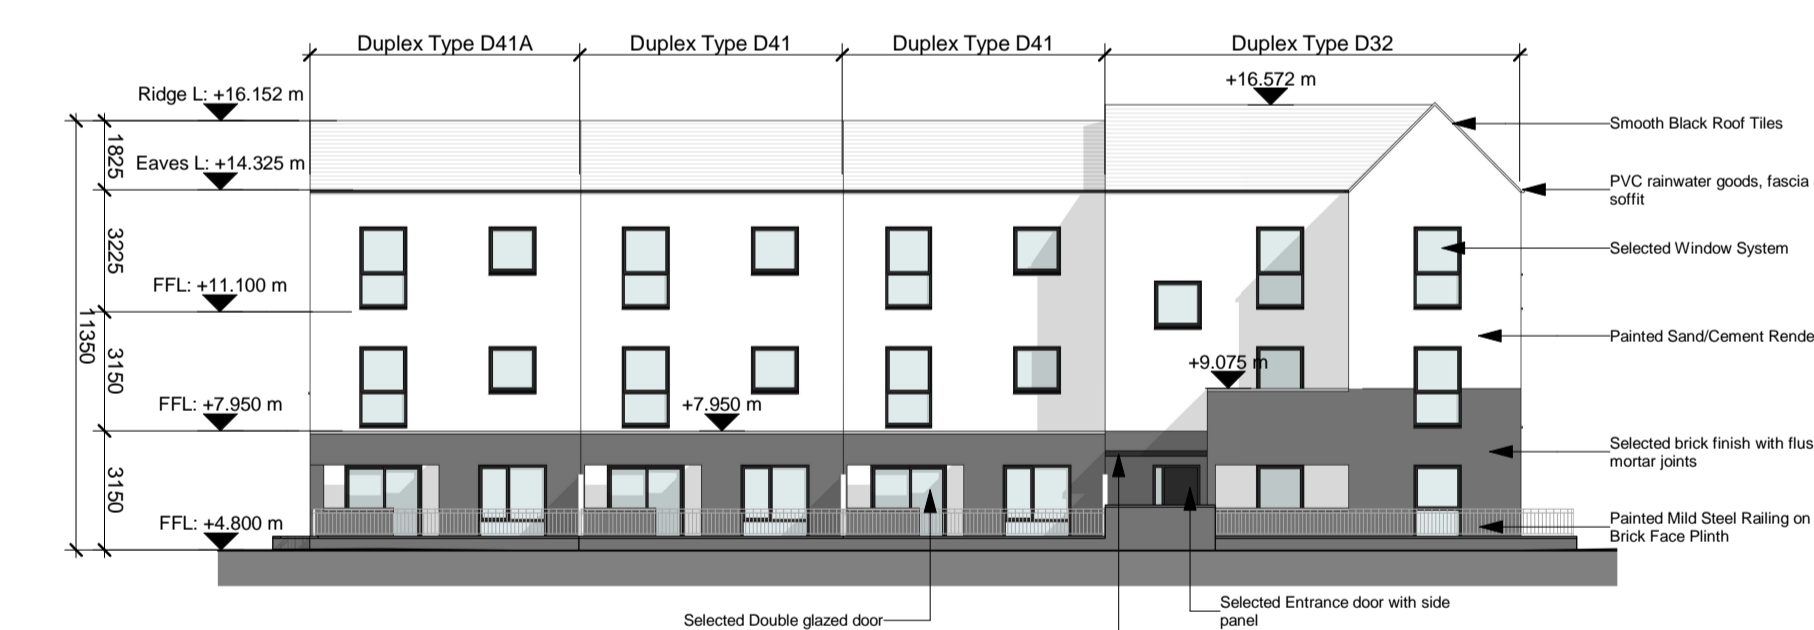 Duplex Type D41A
Duplex Type D41
Duplex Type D41
Duplex Type D32
+16.572 m
Ridge L: +16.152 m
Smooth Black Roof Tiles
1825
Eaves L: +14.325 m
PVC rainwater goods, fascia
soffit
3225
Selected Window System
FFL: +11.100 m
11350
Painted Sand/Cement Rende
3150
+9.075 m
FFL: +7.950 m
+7.950 m
Selected brick finish with flus
mortar joints
3150
FFL: +4.800 m
Painted Mild Steel Railing on
Brick Face Plinth
Selected Double glazed door
Selected Entrance door with side
panel